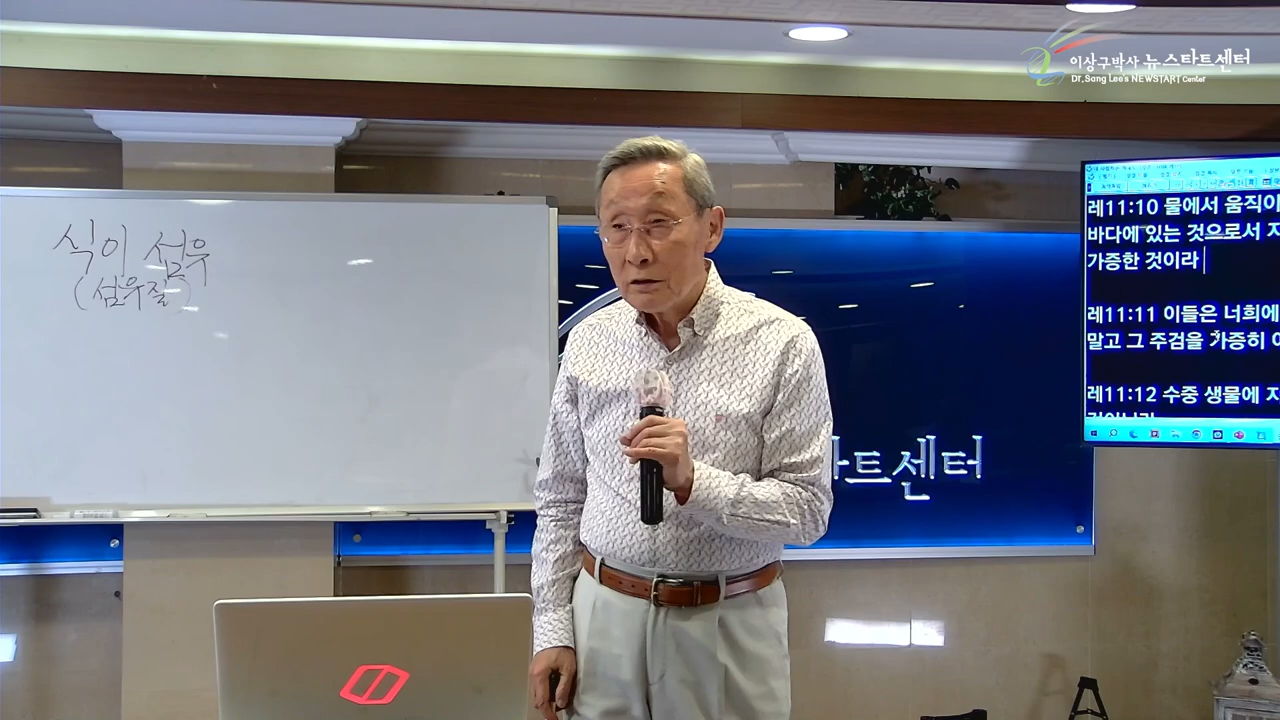 이상구박사 뉴스타트센터
Dr.Sang Lee's NEWSTART Center
식이 섬유
(섬유질)
레11:10 물에서 움직이
바다에 있는 것으로서 지
가증한 것이라
레11:11 이들은 너희에
말고 그 주검을 가증히
레11:12 수중 생물에 지
트센터